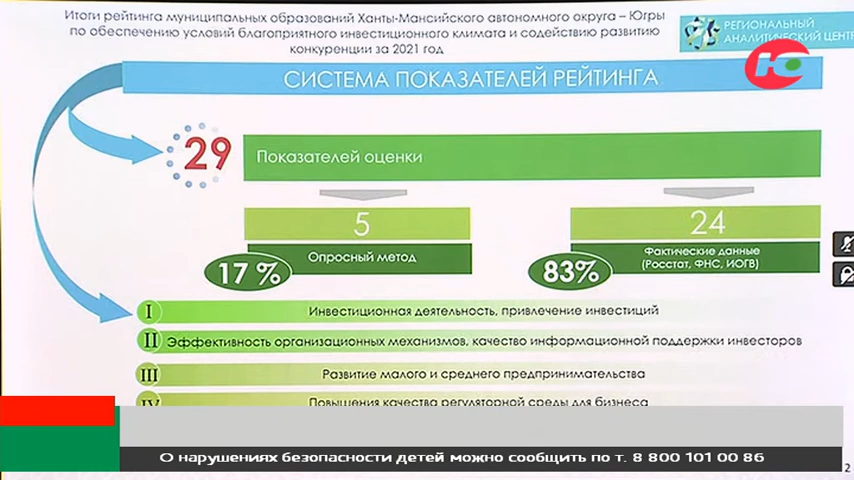 Итоги рейтинга муниципальных образований Ханты-Мансийского автономного округа – Югры
по обеспечению условий благоприятного инвестиционного климата и содействию развитию
конкуренции за 2021 год
РЕГИОНАЛЬНЫЙ
АНАЛИТИЧЕСКИЙ ЦЕНТР
Ю
СИСТЕМА ПОКАЗАТЕЛЕЙ РЕЙТИНГА
29
Показателей оценки
5
24
Опросный метод
17 %
Фактические данные
(Росстат, ФНС, ИОГВ)
83%
I Инвестиционная деятельность, привлечение инвестиций
II Эффективность организационных механизмов, качество информационной поддержки инвесторов
III Развитие малого и среднего предпринимательства
IV Повышения качества регуляторной среды для бизнеса
О нарушениях безопасности детей можно сообщить по т. 8 800 101 00 86
2